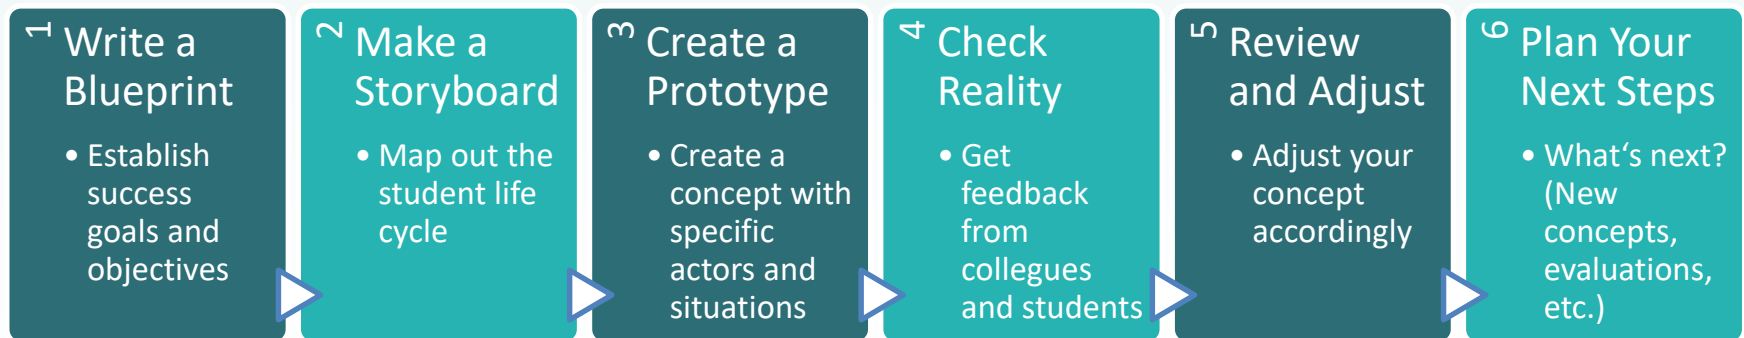 1
Write a
Blueprint
• Establish
success
goals and
objectives
2
Make a
Storyboard
• Map out the
student life
cycle
3
Create a
Prototype
• Create a
concept with
specific
actors and
situations
4
Check
Reality
• Get
feedback
from
collegues
and students
5
Review
and Adjust
• Adjust your
concept
accordingly
6
Plan Your
Next Steps
• What‘s next?
(New
concepts,
evaluations,
etc.)